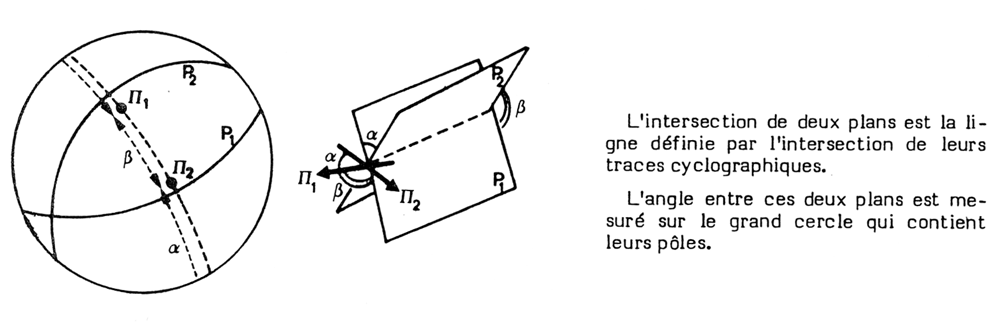 P2
Π1
P1
β
Π2
α
P2
β
α
α
Π1
β
Π2
P1
L'intersection de deux plans est la li-
gne définie par l'intersection de leurs
traces cyclographiques.
L'angle entre ces deux plans est me-
suré sur le grand cercle qui contient
leurs pôles.